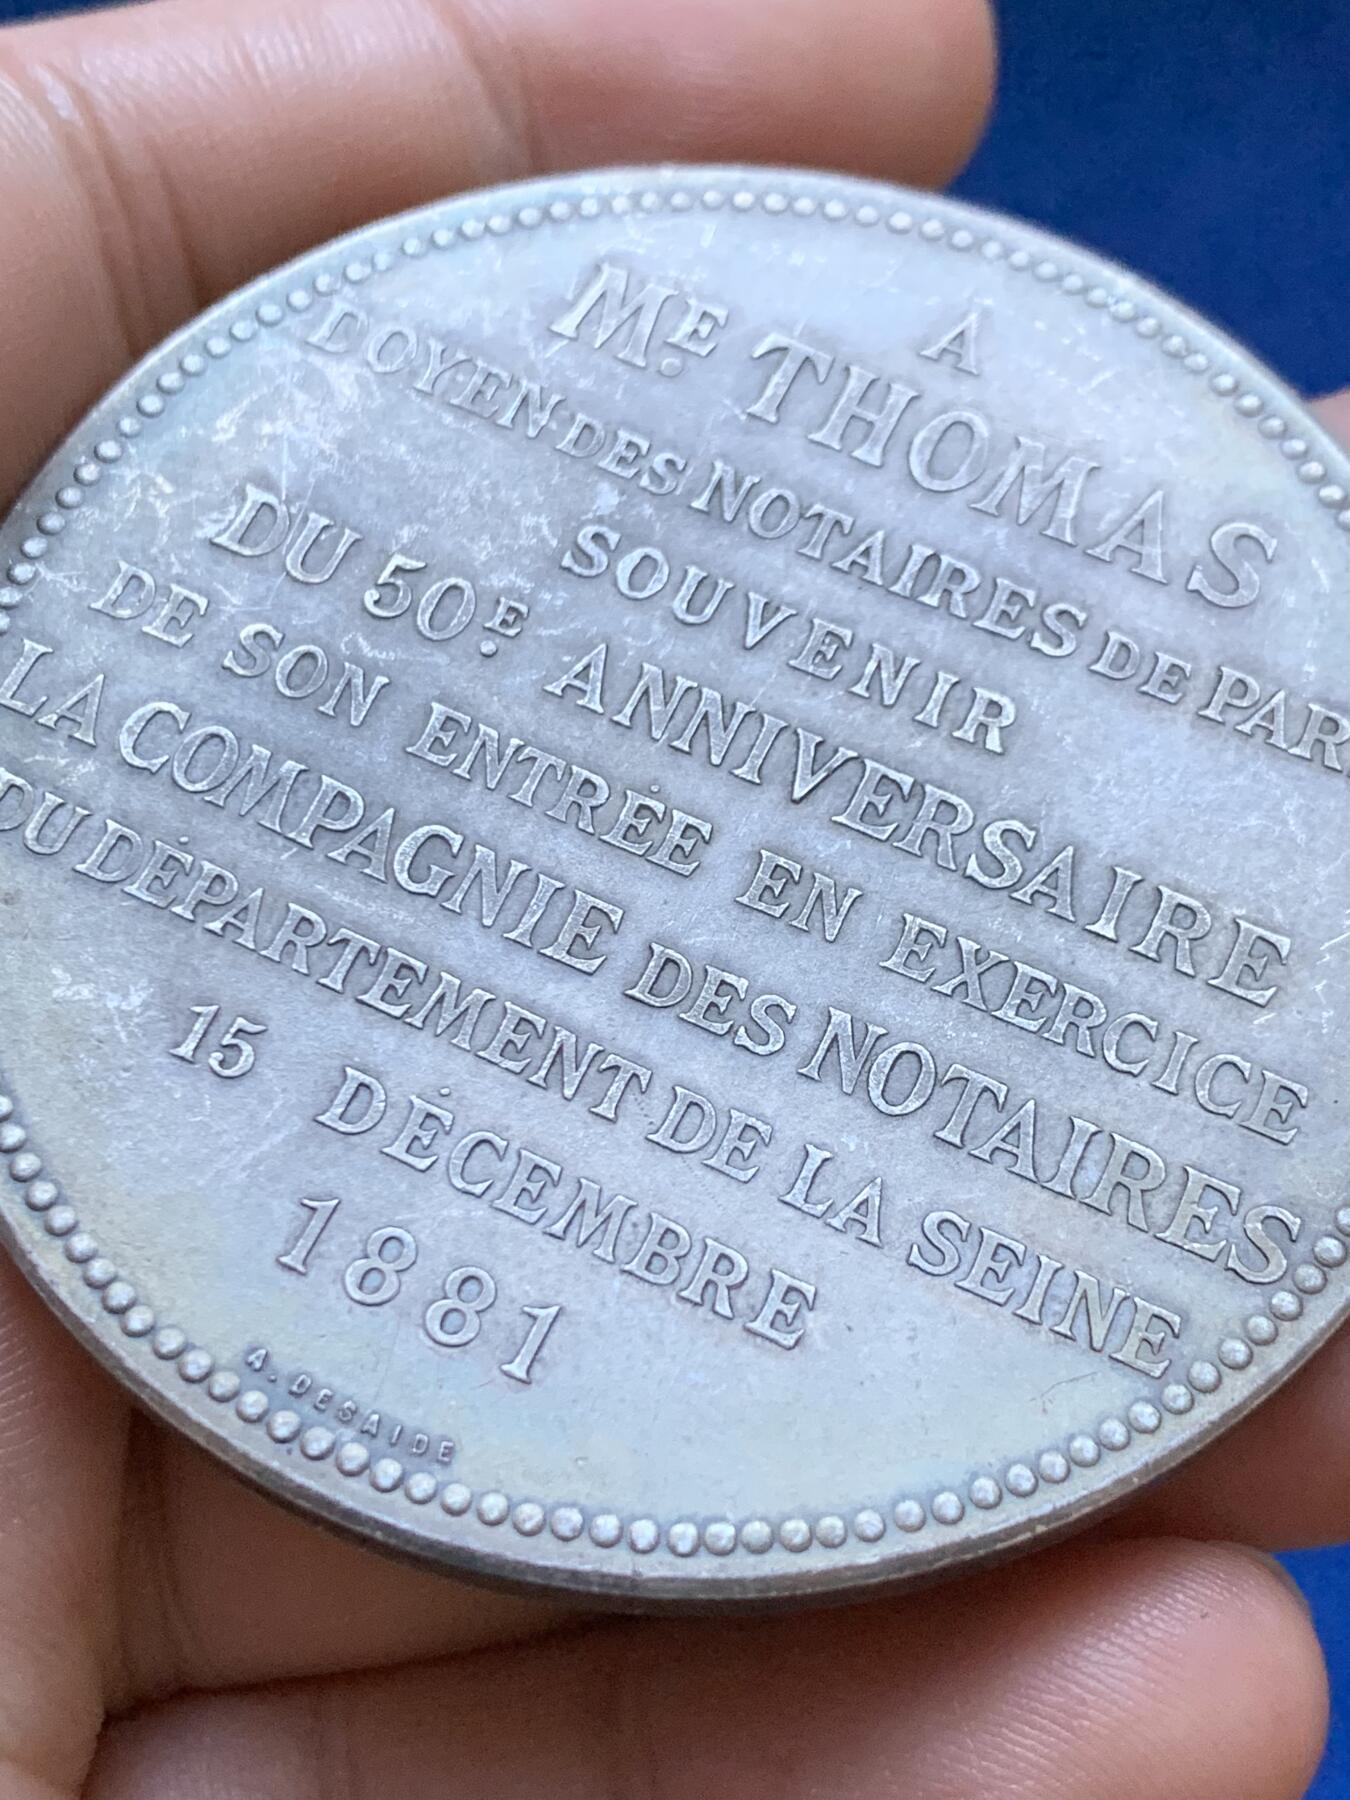 A
ME THOMAS
DOYEN DES NOTAIRES DE PAR
SOUVENIR
DU 50E ANNIVERSAIRE
DE SON ENTRÉE EN EXERCICE
LA COMPAGNIE DES NOTAIRES
DU DÉPARTEMENT DE LA SEINE
15 DÉCEMBRE
1881
A. DESAIDE